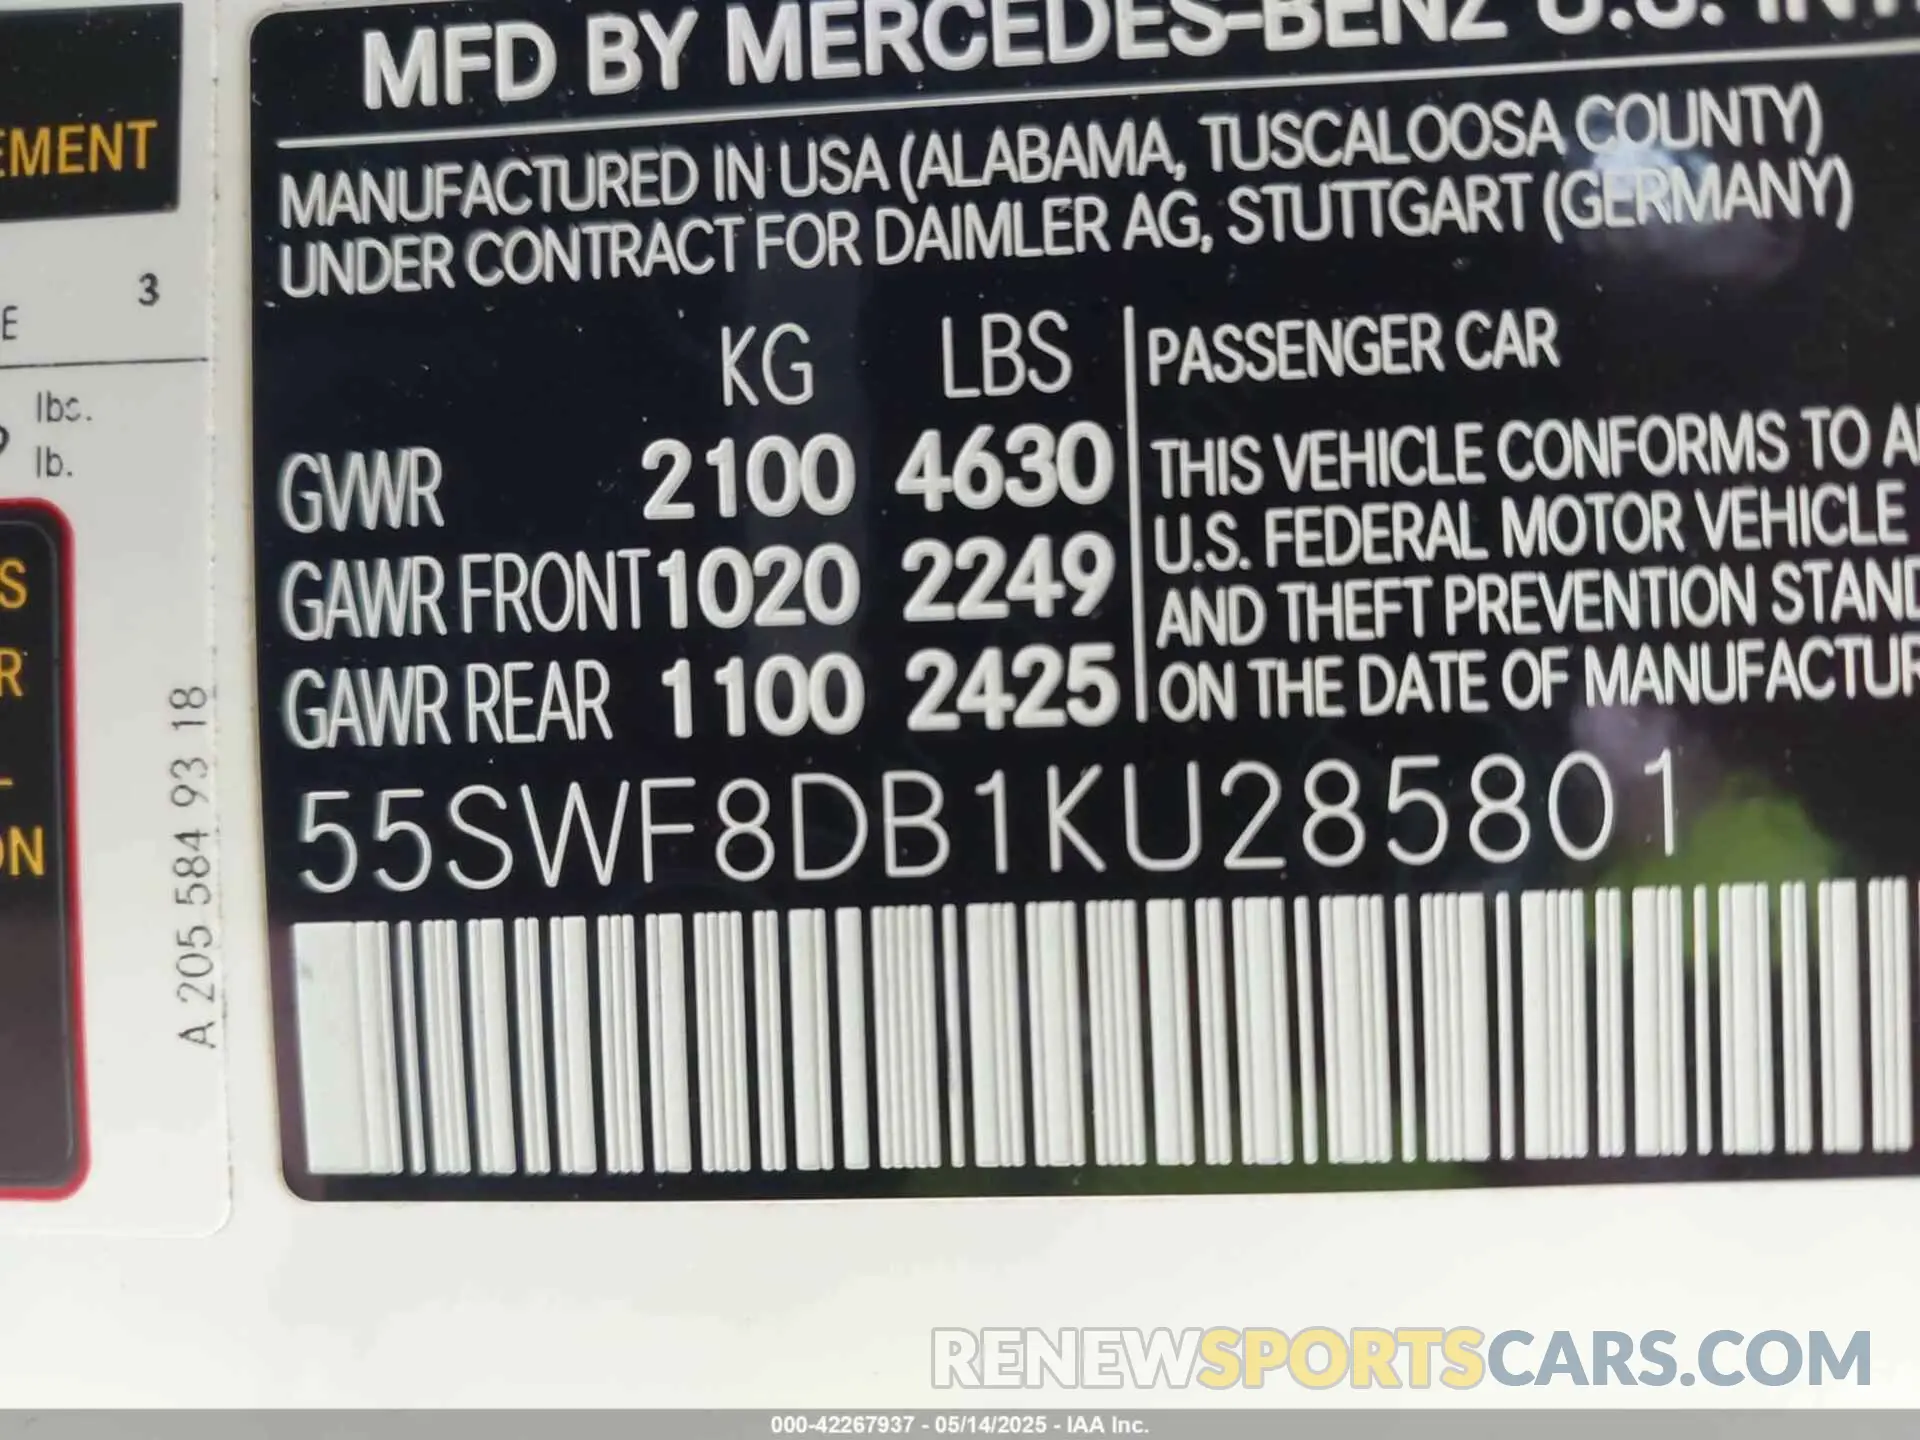 MFD BY MERCEDES-BENZ U.S.
MANUFACTURED IN USA (ALABAMA, TUSCALOOSA COUNTY)
UNDER CONTRACT FOR DAIMLER AG, STUTTGART (GERMANY)
KG LBS
GVWR 2100 4630
GAWR FRONT 1020 2249
GAWR REAR 1100 2425
PASSENGER CAR
THIS VEHICLE CONFORMS TO
U.S. FEDERAL MOTOR VEHICLE
AND THEFT PREVENTION STAND
ON THE DATE OF MANUFACTUR
55SWF8DB1KU285801
EMENT
3
E
lbs.
lb.
S
R
ON
A 205 584 93 18
RENEWSPORTSCARS.COM
000-42267937 - 05/14/2025 - IAA Inc.